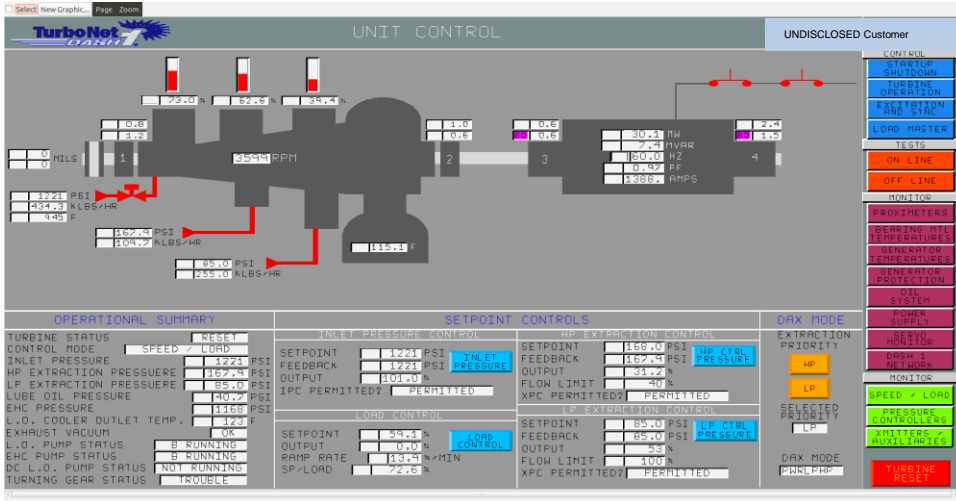 Select New Graphic... Page Zoom
TurboNet
DASH 1
UNIT CONTROL
UNDISCLOSED Customer
73.0 %
62.6 %
39.4 %
0.8
1.2
1.0
0.6
0.6
80 0.6
2.4
80 1.5
0 MILS
0
1
3599 RPM
2
3
30.1 MW
7.4 MVAR
60.0 HZ
0.97 PF
1388. AMPS
4
1221 PSI
434.3 KLBS/HR
945 F
167.9 PSI
109.7 KLBS/HR
85.0 PSI
255.0 KLBS/HR
115.1 F
CONTROL
STARTUP
SHUTDOWN
TURBINE
OPERATION
EXCITATION
AND SYNC
LOAD MASTER
TESTS
ON LINE
OFF LINE
MONITOR
PROXIMETERS
BEARING MTL
TEMPERATURES
GENERATOR
TEMPERATURES
GENERATOR
PROTECTION
OIL
SYSTEM
POWER
SUPPLY
SERVO
MONITOR
DASH 1
NETWORK
MONITOR
SPEED / LOAD
PRESSURE
CONTROLLERS
XMITTERS /
AUXILIARIES
TURBINE
RESET
OPERATIONAL SUMMARY
TURBINE STATUS RESET
CONTROL MODE SPEED / LOAD
INLET PRESSURE 1221 PSI
HP EXTRACTION PRESSUERE 167.9 PSI
LP EXTRACTION PRESSUERE 85.0 PSI
LUBE OIL PRESSURE 40.7 PSI
EHC PRESSURE 1168 PSI
L.O. COOLER OUTLET TEMP. 123 F
EXHAUST VACUUM OK
L.O. PUMP STATUS B RUNNING
EHC PUMP STATUS B RUNNING
DC L.O. PUMP STATUS NOT RUNNING
TURNING GEAR STATUS TROUBLE
SETPOINT CONTROLS
INLET PRESSURE CONTROL
SETPOINT 1221 PSI
FEEDBACK 1221 PSI
OUTPUT 101.0 %
IPC PERMITTED? PERMITTED
INLET
PRESSURE
LOAD CONTROL
SETPOINT 59.1 %
OUTPUT 0.0 %
RAMP RATE 13.9 %/MIN
SP/LOAD 72.6 %
LOAD
CONTROL
HP EXTRACTION CONTROL
SETPOINT 168.0 PSI
FEEDBACK 167.9 PSI
OUTPUT 31.2 %
FLOW LIMIT 40 %
XPC PERMITTED? PERMITTED
HP CTRL
PRESSURE
LP EXTRACTION CONTROL
SETPOINT 85.0 PSI
FEEDBACK 85.0 PSI
OUTPUT 53 %
FLOW LIMIT 100 %
XPC PERMITTED? PERMITTED
LP CTRL
PRESSURE
DAX MODE
EXTRACTION
PRIORITY
HP
LP
SELECTED
PRIORITY
LP
DAX MODE
PWRLPHP